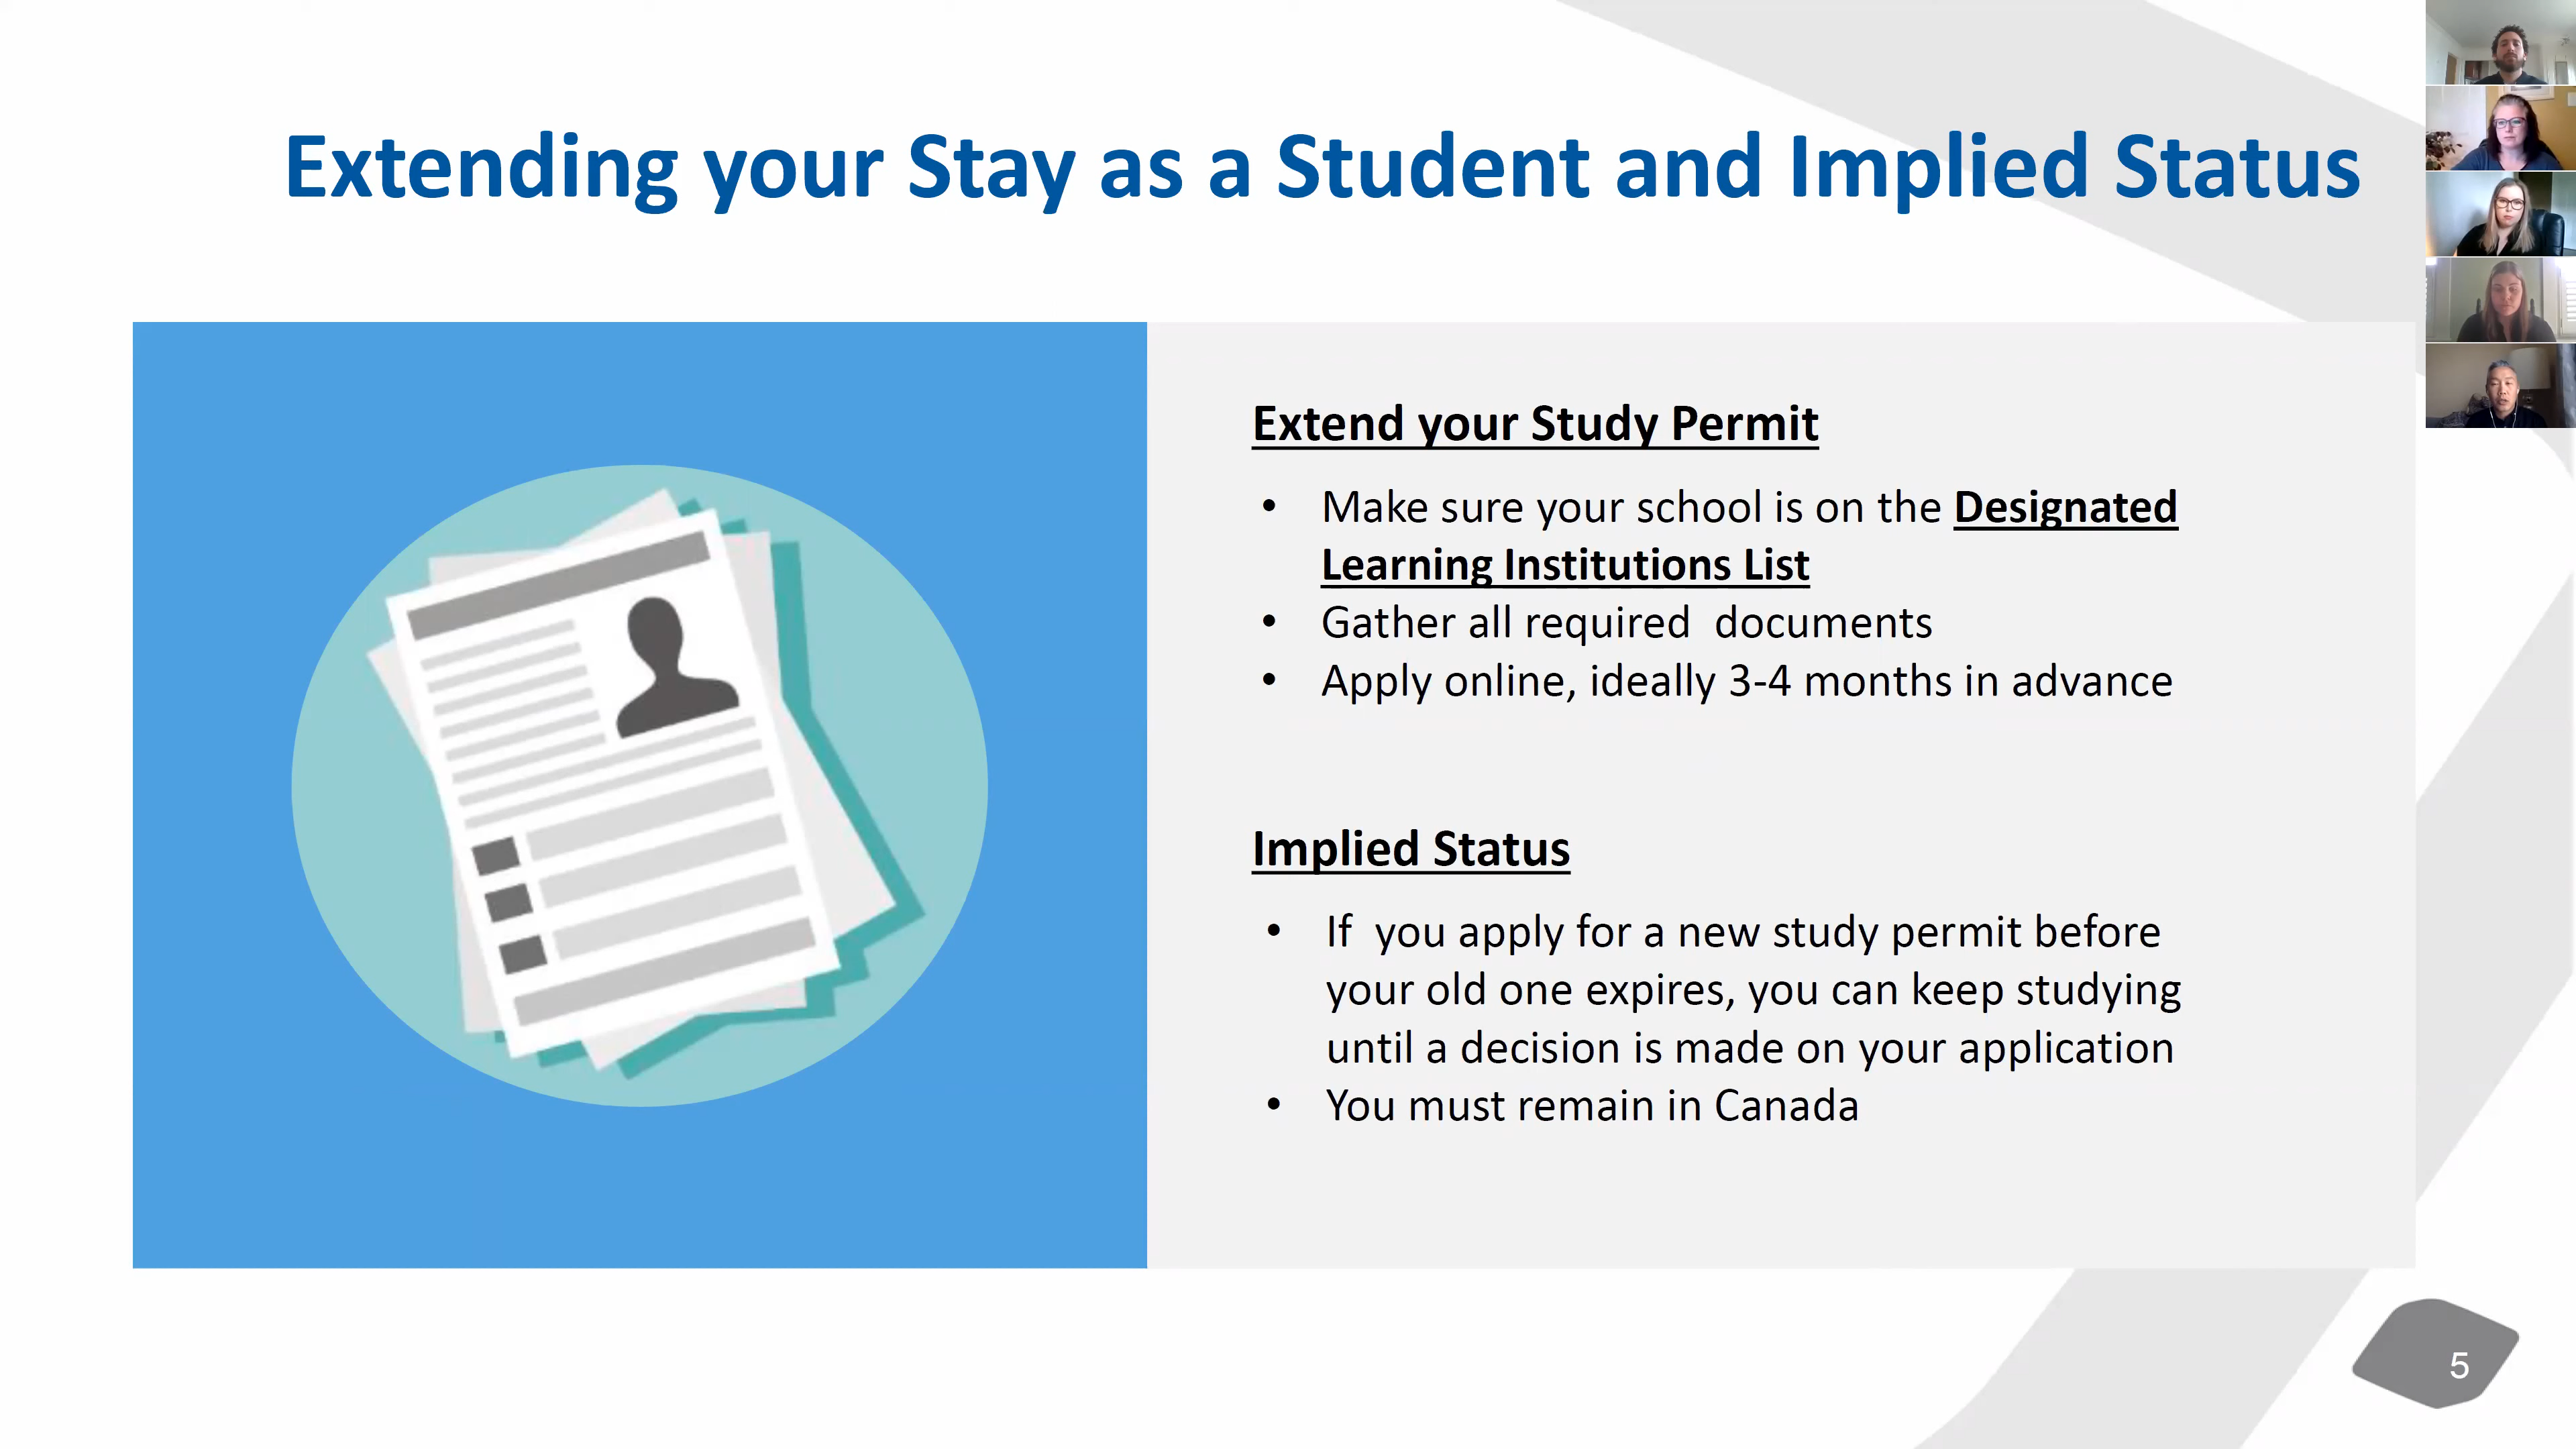 Extending your Stay as a Student and Implied Status
Extend your Study Permit
• Make sure your school is on the Designated
Learning Institutions List
• Gather all required  documents
• Apply online, ideally 3-4 months in advance
Implied Status
• If  you apply for a new study permit before
your old one expires, you can keep studying
until a decision is made on your application
• You must remain in Canada
5